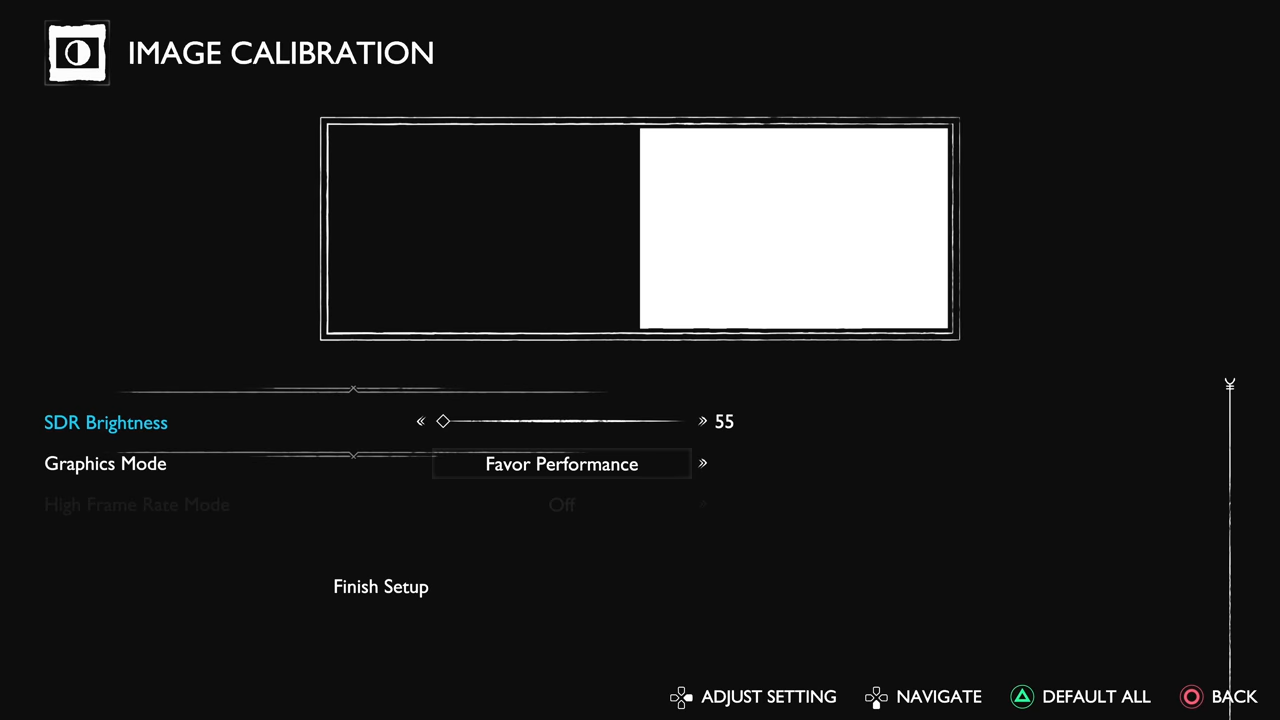 IMAGE CALIBRATION
SDR Brightness 55
Graphics Mode Favor Performance
High Frame Rate Mode Off
Finish Setup
ADJUST SETTING NAVIGATE DEFAULT ALL BACK